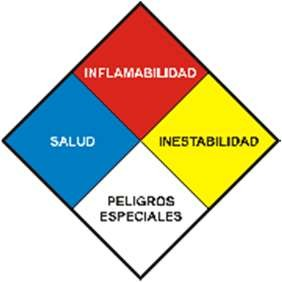 INFLAMABILIDAD
SALUD
INESTABILIDAD
PELIGROS
ESPECIALES